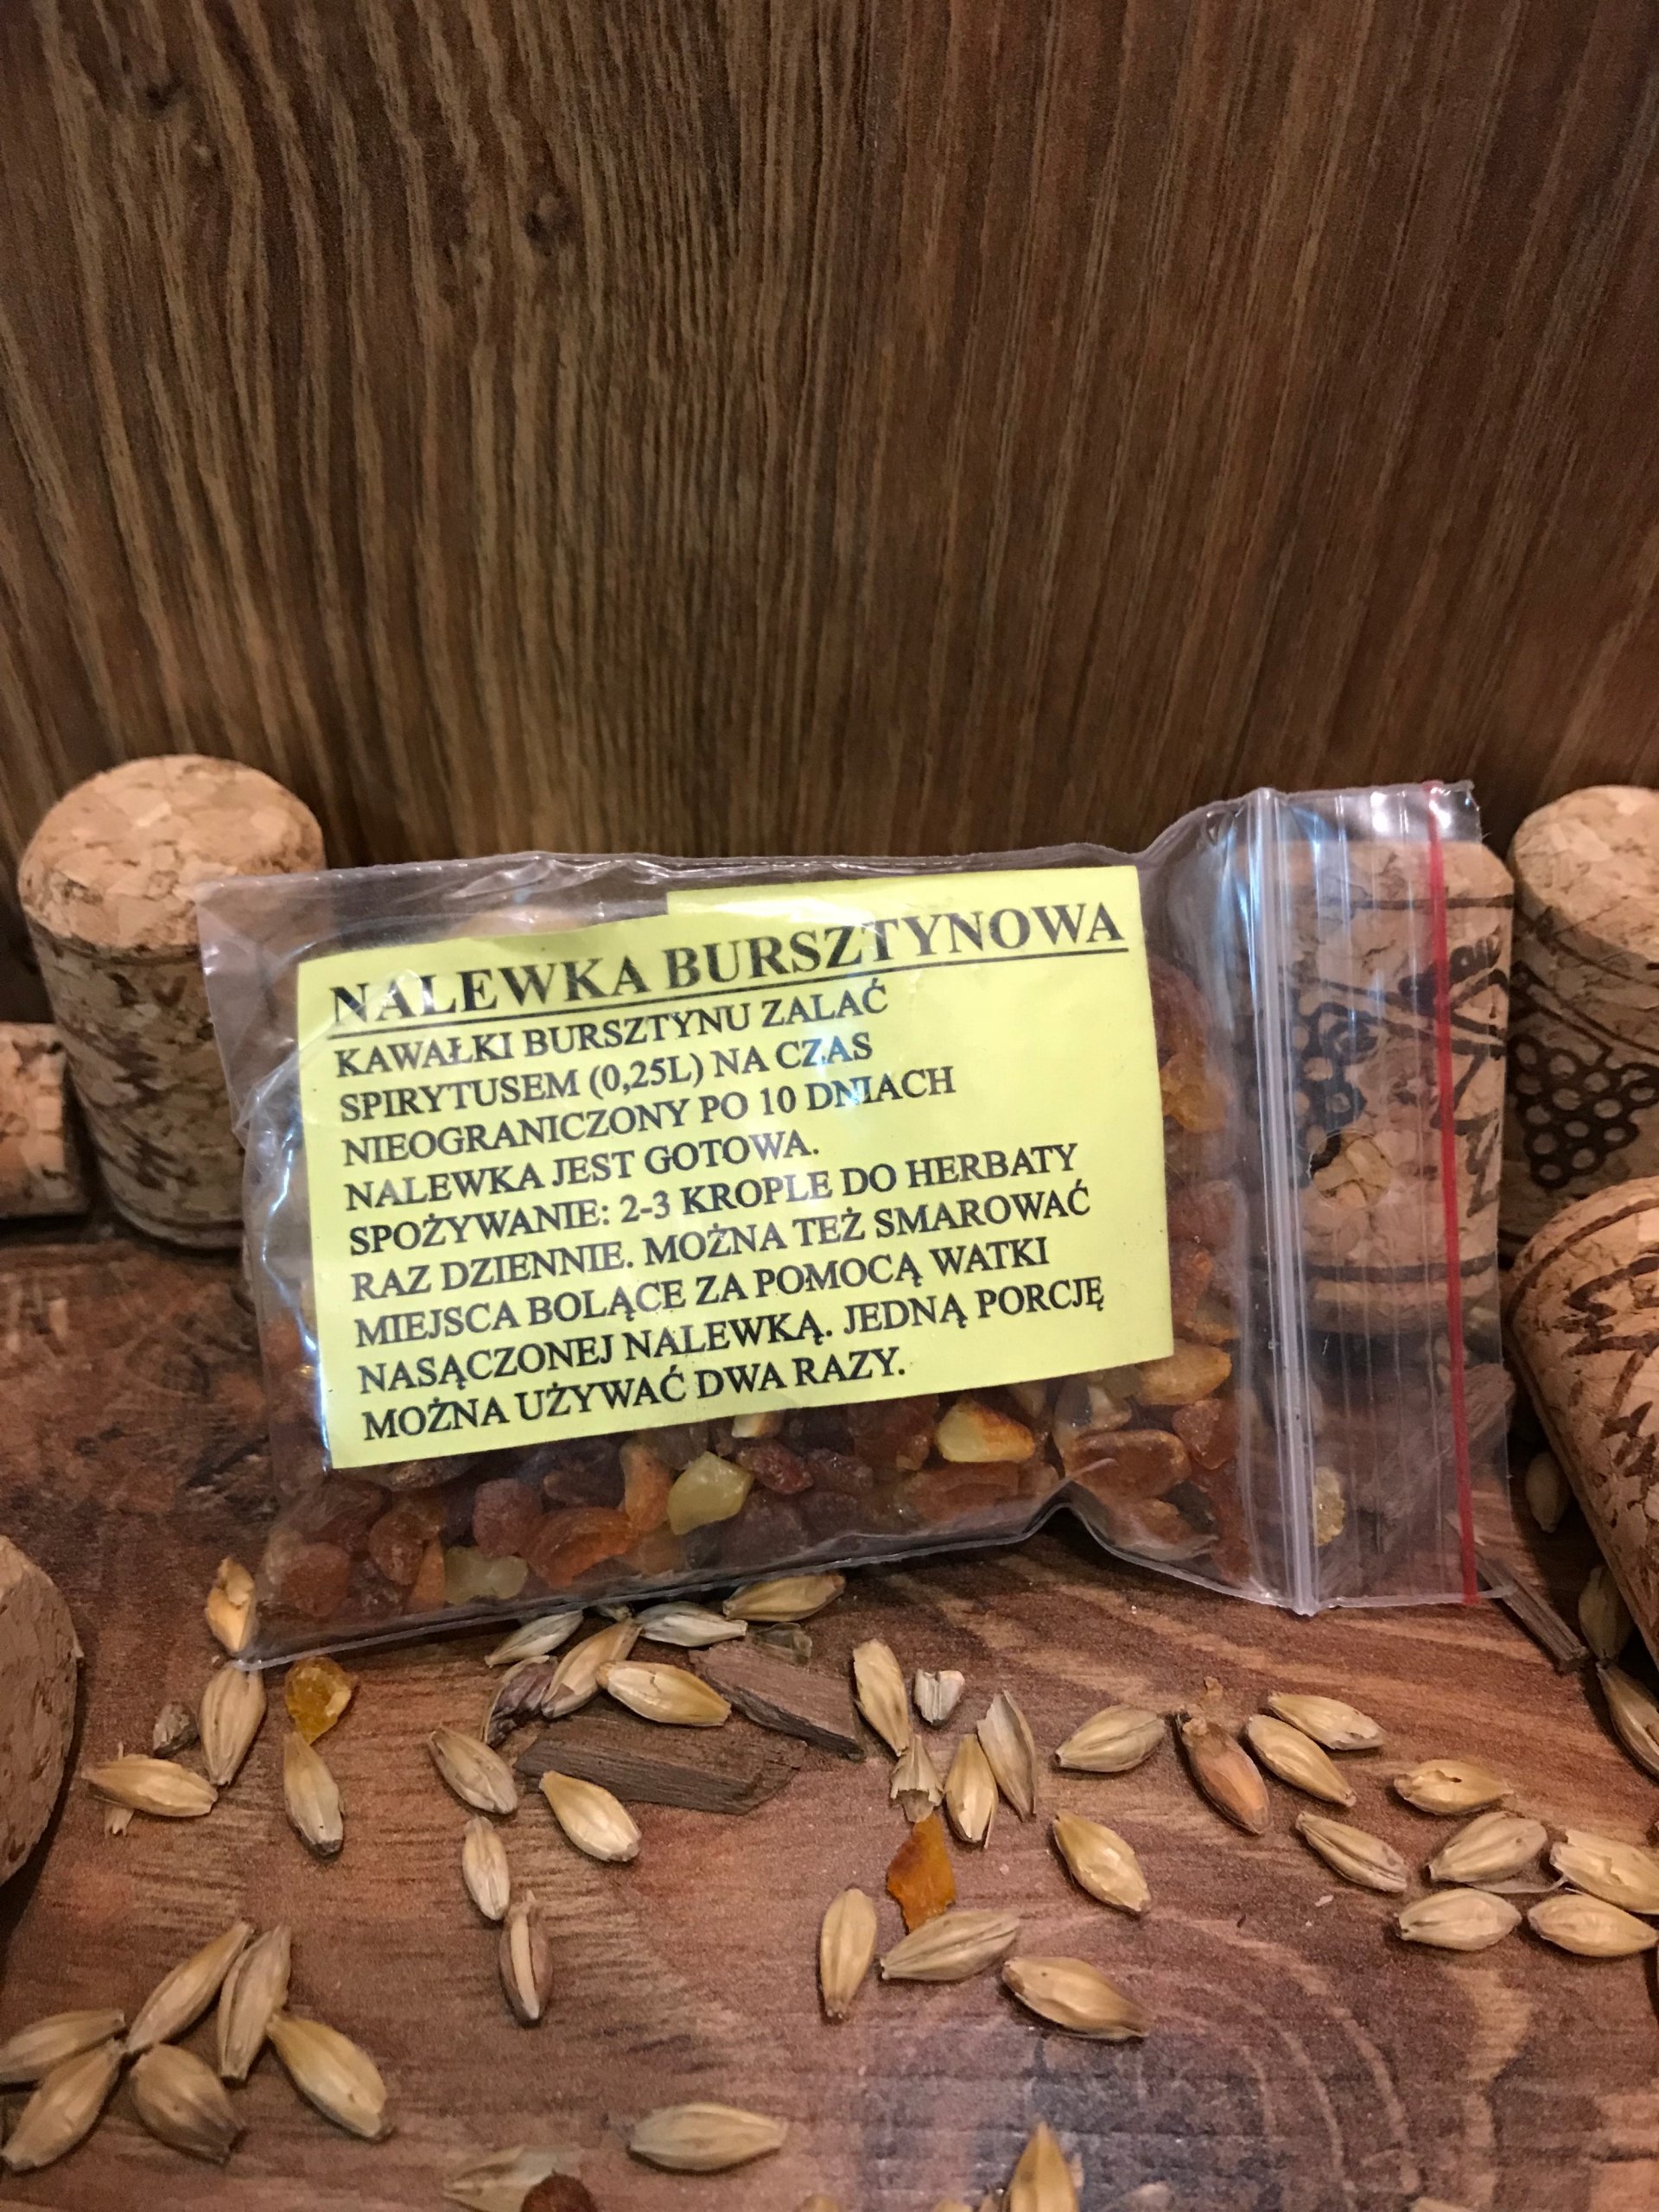 NALEWKA BURSZTYNOWA
KAWAŁKI BURSZTYNU ZALAĆ
SPIRYTUSEM (0,25L) NA CZAS
NIEOGRANICZONY PO 10 DNIACH
NALEWKA JEST GOTOWA.
SPOŻYWANIE: 2-3 KROPLE DO HERBATY
RAZ DZIENNIE. MOŻNA TEŻ SMAROWAĆ
MIEJSCA BOLĄCE ZA POMOCĄ WATKI
NASĄCZONEJ NALEWKĄ. JEDNĄ PORCJĘ
MOŻNA UŻYWAĆ DWA RAZY.